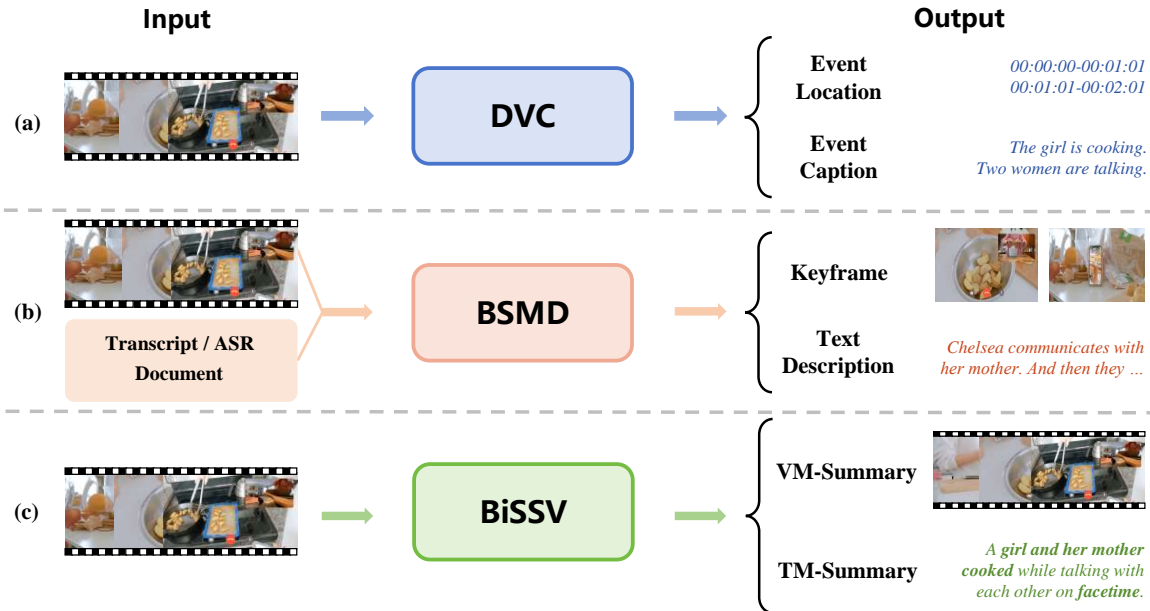 Input
Output
(a)
DVC
Event
Location
00:00:00-00:01:01
00:01:01-00:02:01
Event
Caption
The girl is cooking.
Two women are talking.
(b)
Transcript / ASR
Document
BSMD
Keyframe
Text
Description
Chelsea communicates with
her mother. And then they ...
(c)
BiSSV
VM-Summary
TM-Summary
A girl and her mother
cooked while talking with
each other on facetime.